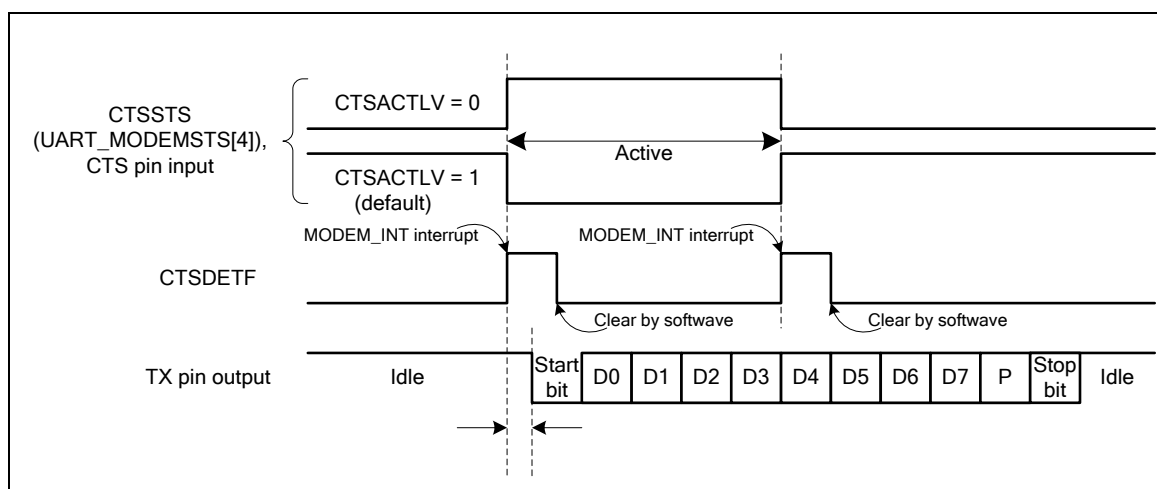 CTSSTS
(UART_MODEMSTS[4]),
CTS pin input
CTSACTLV = 0
Active
CTSACTLV = 1
(default)
MODEM_INT interrupt
MODEM_INT interrupt
CTSDETF
Clear by softwave
Clear by softwave
TX pin output
Idle
Start
bit
D0
D1
D2
D3
D4
D5
D6
D7
P
Stop
bit
Idle